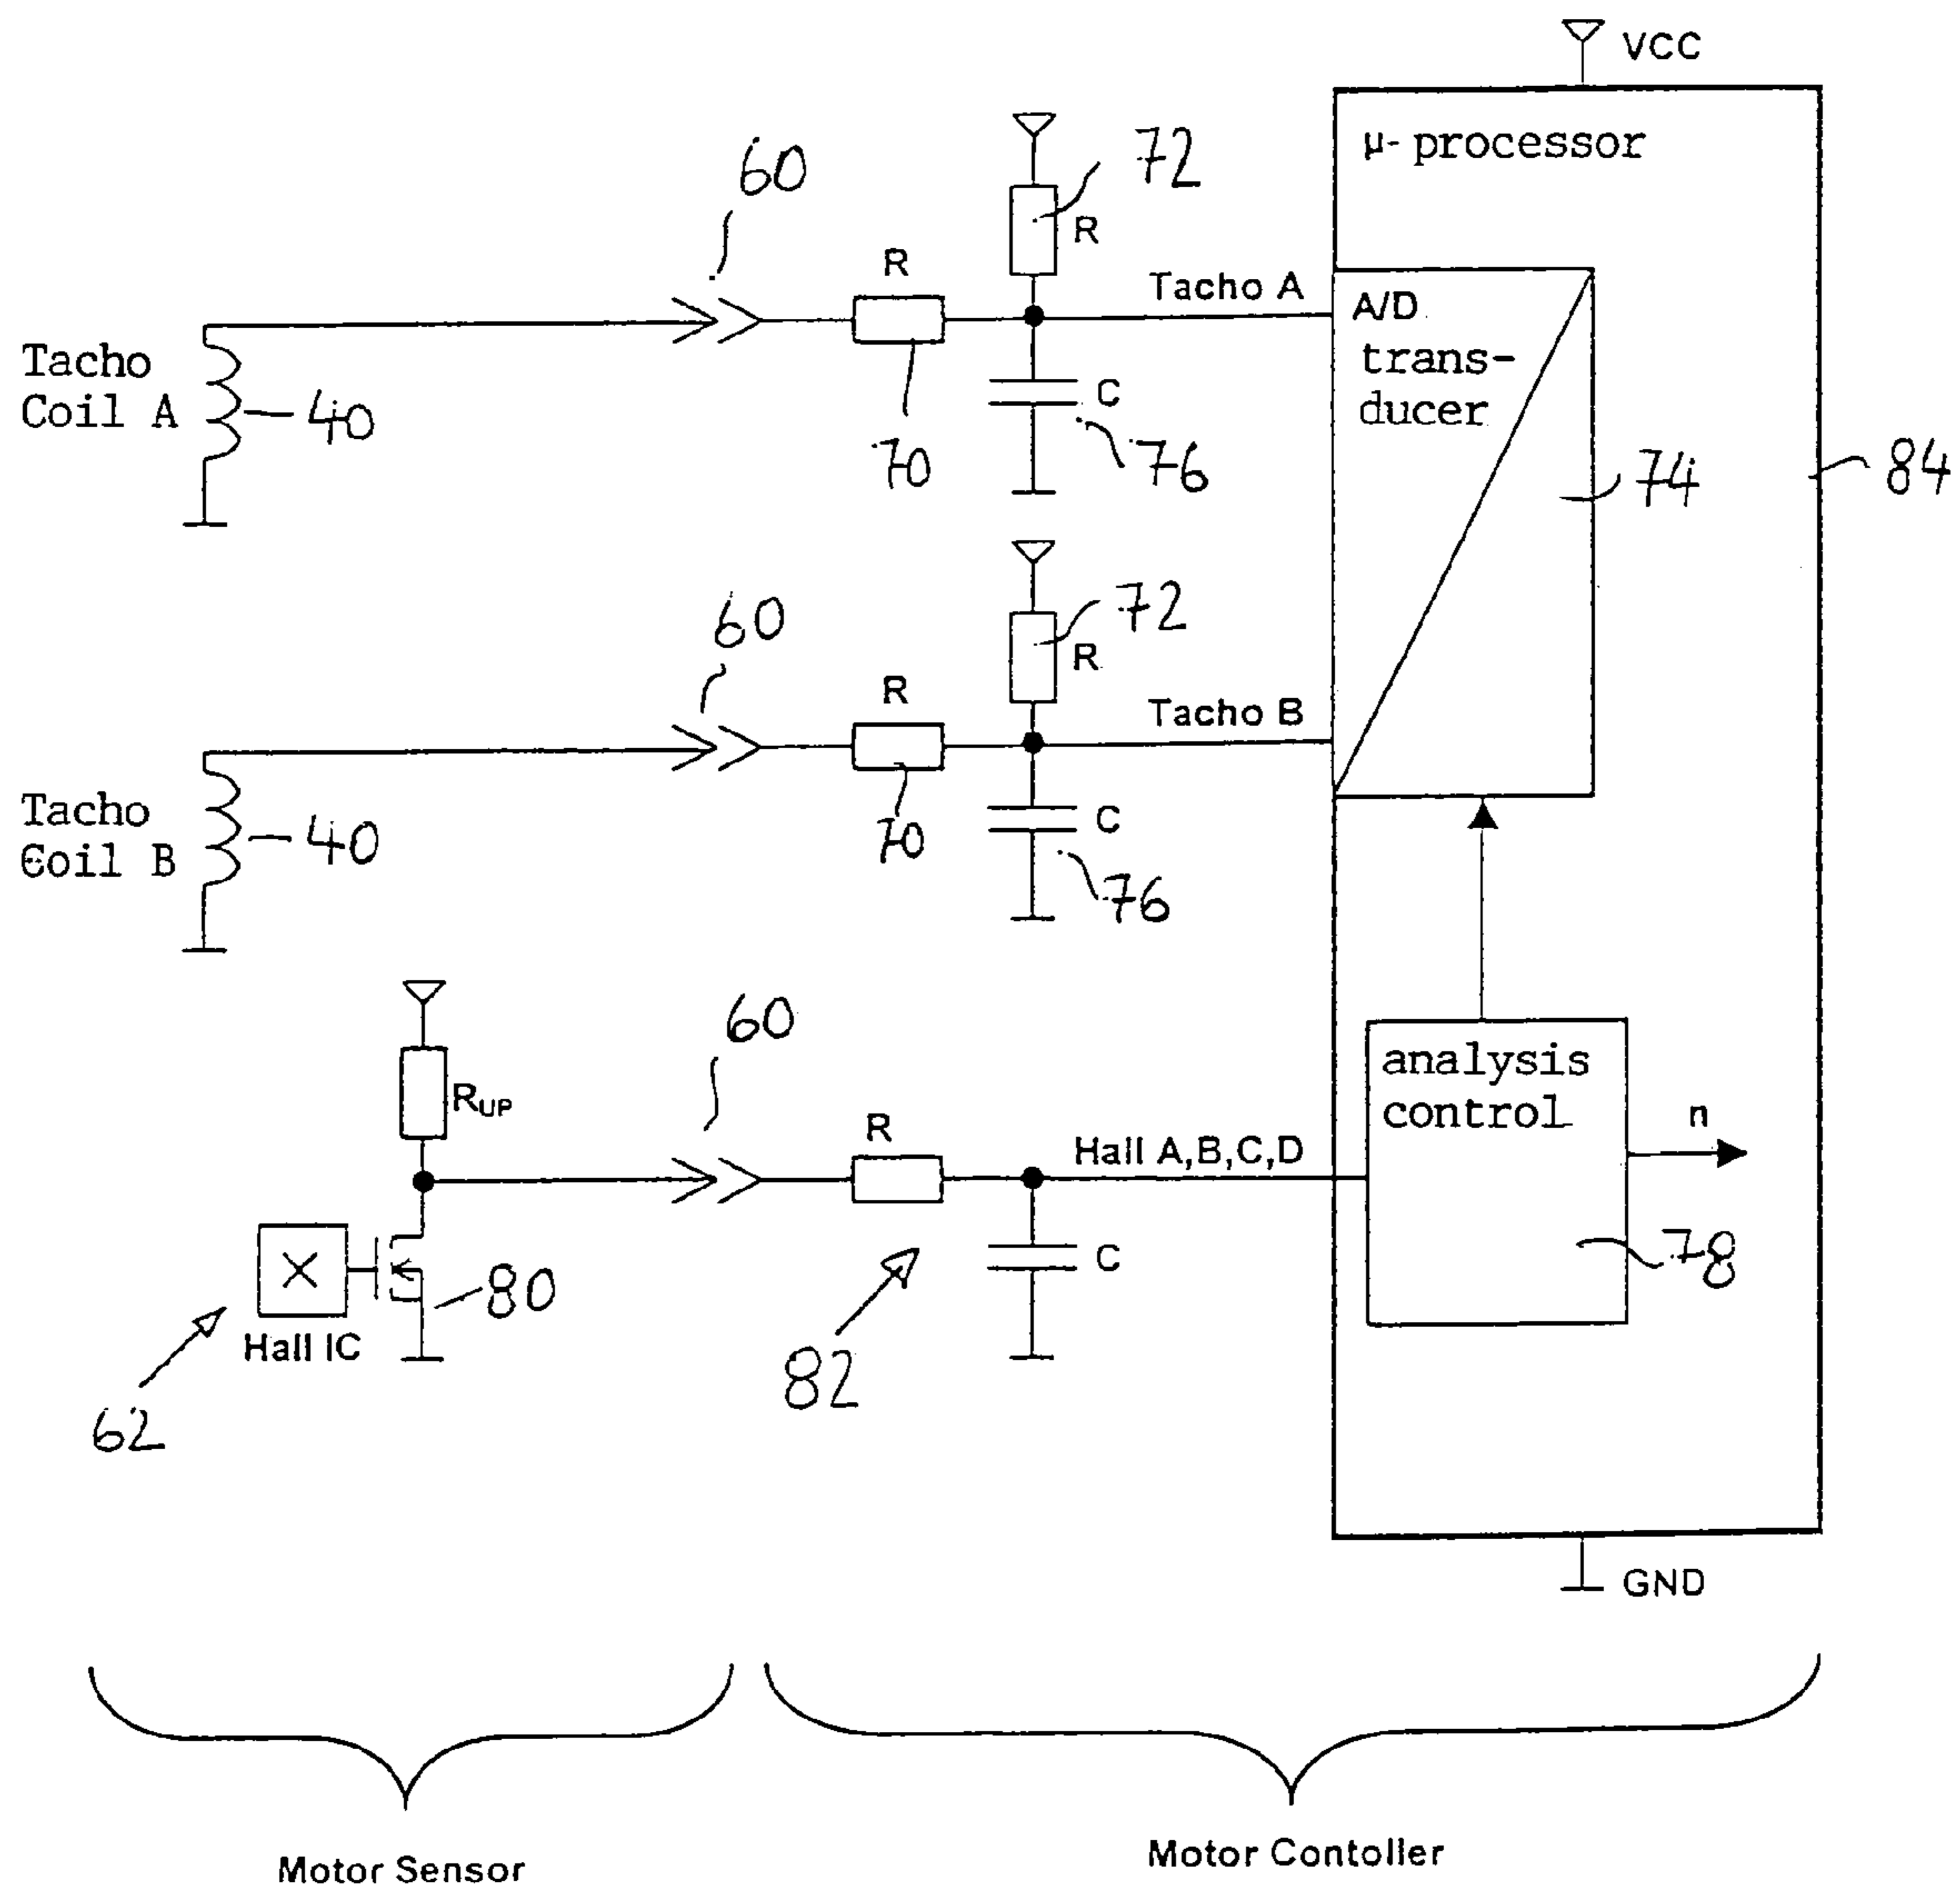 VCC
μ- processor
72
60
R
R
Tacho A
A/D
trans-
ducer
Tacho
Coil A
40
C
70
76
74
84
72
60
R
R
Tacho B
Tacho
Coil B
40
C
70
76
60
analysis
control
RUP
R
n
Hall A,B,C,D
C
78
80
Hall IC
82
62
GND
Motor Contoller
Motor Sensor